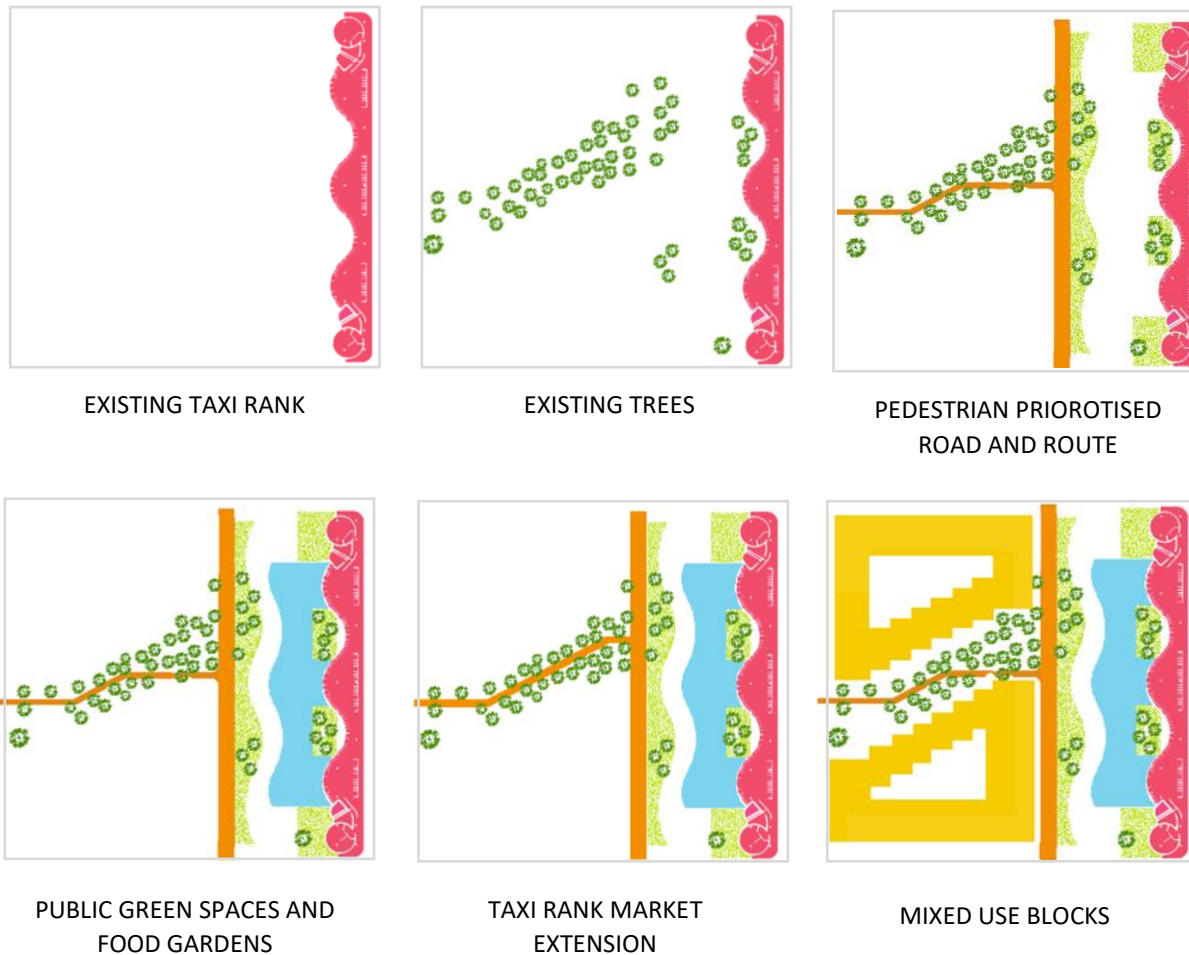 EXISTING TAXI RANK
EXISTING TREES
PEDESTRIAN PRIOROTISED
ROAD AND ROUTE
PUBLIC GREEN SPACES AND
FOOD GARDENS
TAXI RANK MARKET
EXTENSION
MIXED USE BLOCKS